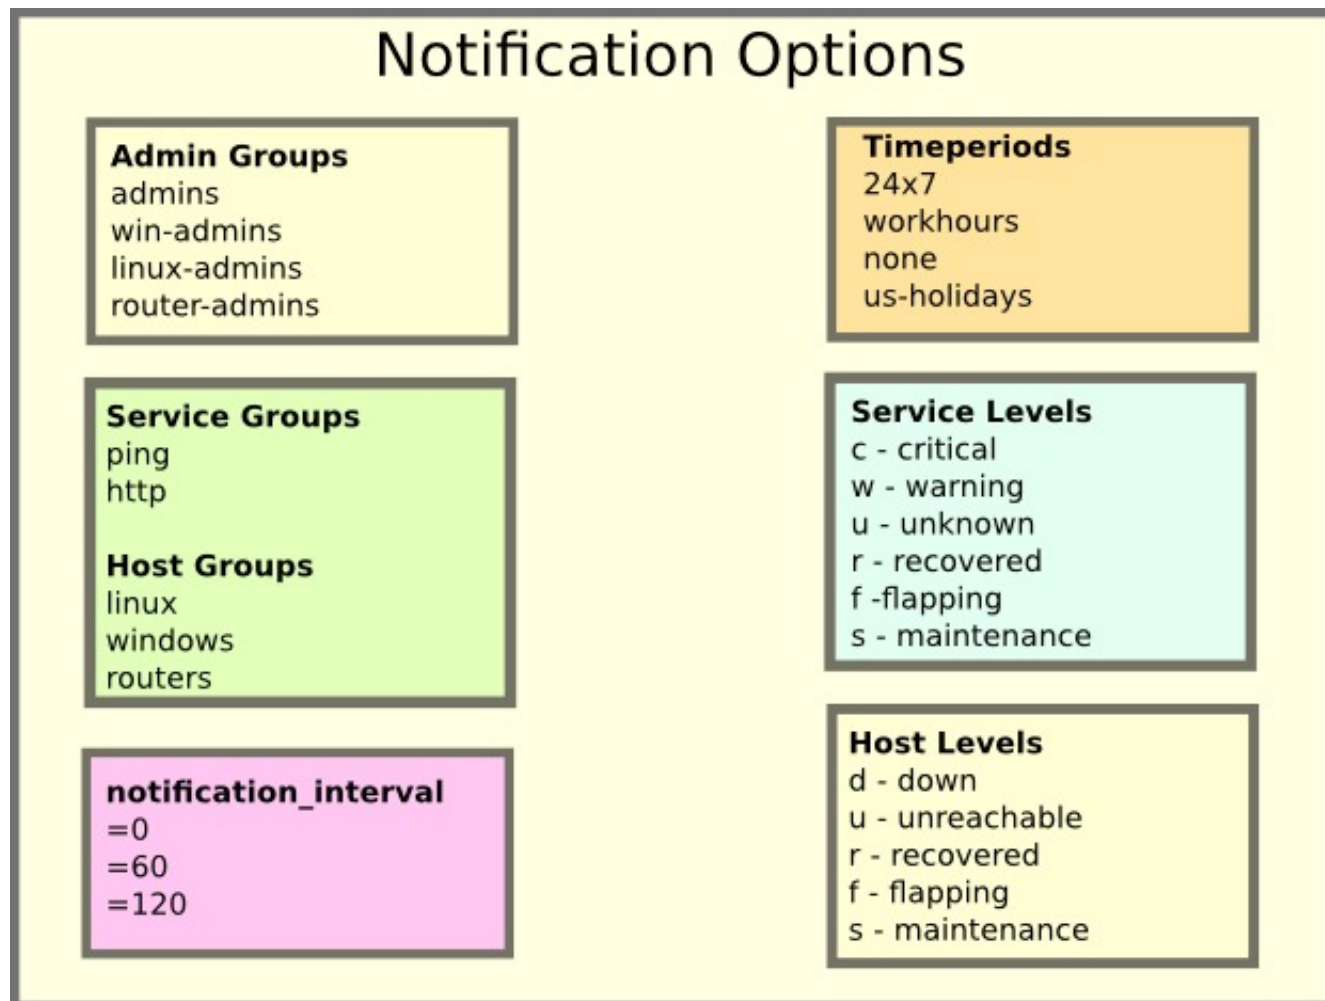 Notification Options
Admin Groups
admins
win-admins
linux-admins
router-admins
Service Groups
ping
http
Host Groups
linux
windows
routers
notification_interval
=0
=60
=120
Timeperiods
24x7
workhours
none
us-holidays
Service Levels
c - critical
w - warning
u - unknown
r - recovered
f -flapping
s - maintenance
Host Levels
d - down
u - unreachable
r - recovered
f - flapping
s - maintenance